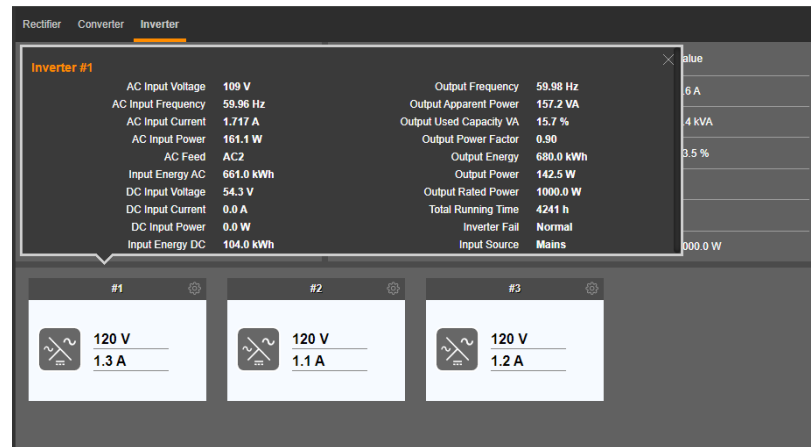 Rectifier Converter Inverter
Inverter #1
AC Input Voltage 109 V
AC Input Frequency 59.96 Hz
AC Input Current 1.717 A
AC Input Power 161.1 W
AC Feed AC2
Input Energy AC 661.0 kWh
DC Input Voltage 54.3 V
DC Input Current 0.0 A
DC Input Power 0.0 W
Input Energy DC 104.0 kWh
Output Frequency 59.98 Hz
Output Apparent Power 157.2 VA
Output Used Capacity VA 15.7 %
Output Power Factor 0.90
Output Energy 680.0 kWh
Output Power 142.5 W
Output Rated Power 1000.0 W
Total Running Time 4241 h
Inverter Fail Normal
Input Source Mains
alue
.6 A
.4 kVA
3.5 %
000.0 W
#1
120 V
1.3 A
#2
120 V
1.1 A
#3
120 V
1.2 A